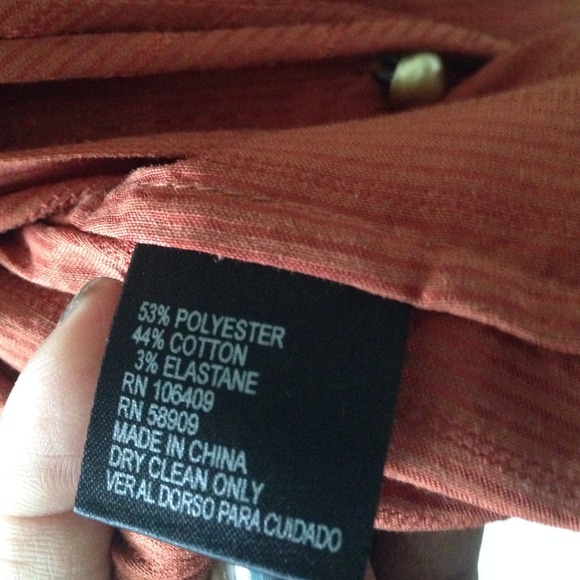 53% POLYESTER
44% COTTON
3% ELASTANE
RN 106409
RN 58909
MADE IN CHINA
DRY CLEAN ONLY
VER AL DORSO PARA CUIDADO